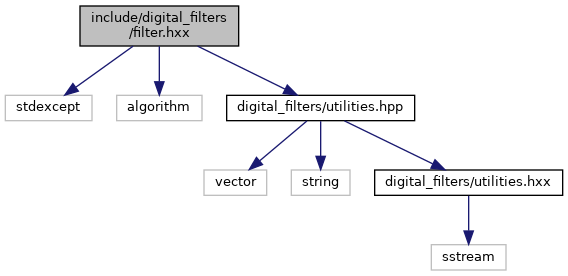 include/digital_filters
/filter.hxx
stdexcept
algorithm
digital_filters/utilities.hpp
vector
string
digital_filters/utilities.hxx
sstream